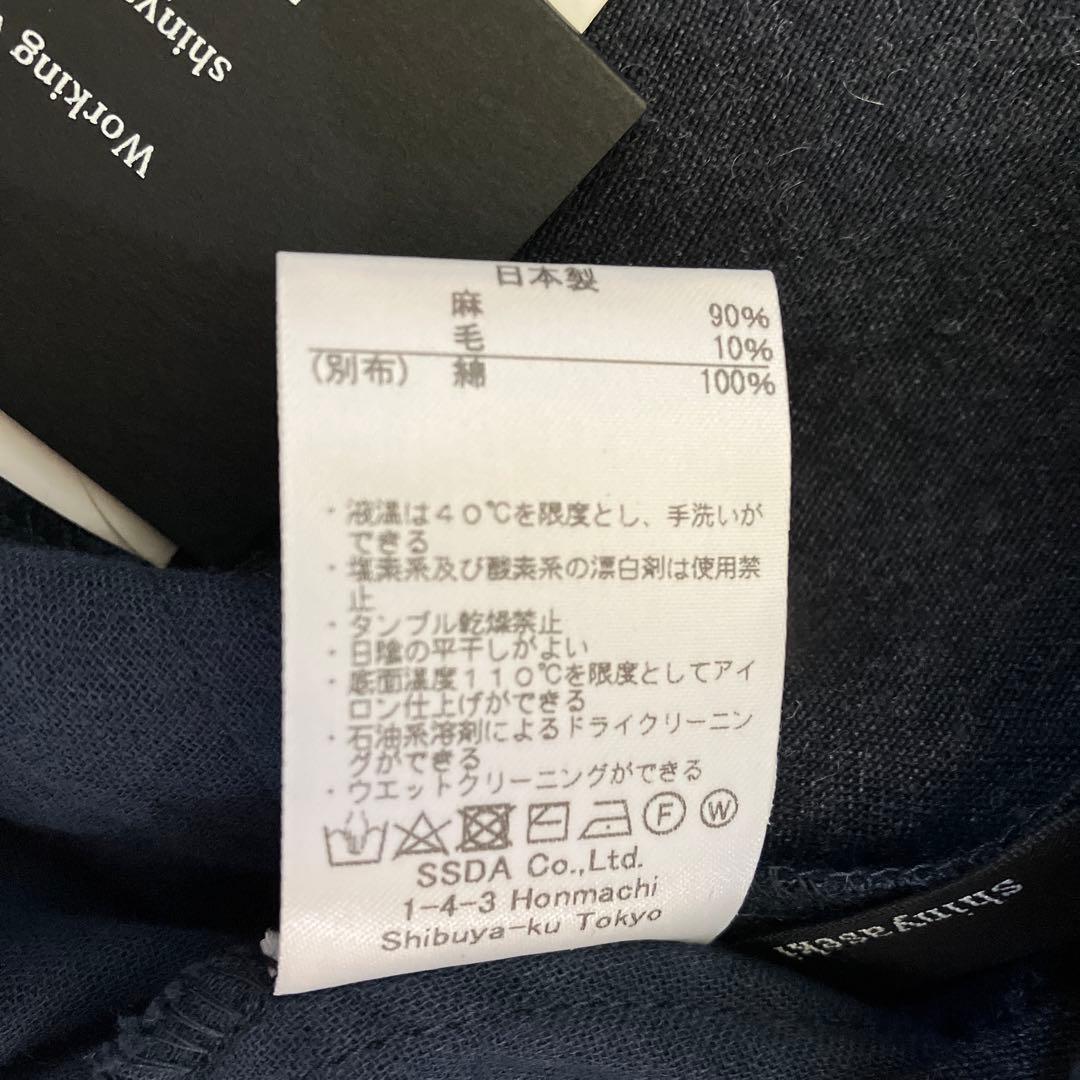 shinya
Working
日本製
麻 90%
毛 10%
(別布) 綿 100%
・液温は40℃を限度とし、手洗いが
できる
・塩素系及び酸素系の漂白剤は使用禁
止
・タンブル乾燥禁止
・日陰の平干しがよい
・底面温度110℃を限度としてアイ
ロン仕上げができる
・石油系溶剤によるドライクリーニン
グができる
・ウエットクリーニングができる
F W
SSDA Co.,Ltd.
1-4-3 Honmachi
Shibuya-ku Tokyo
shinyaseki